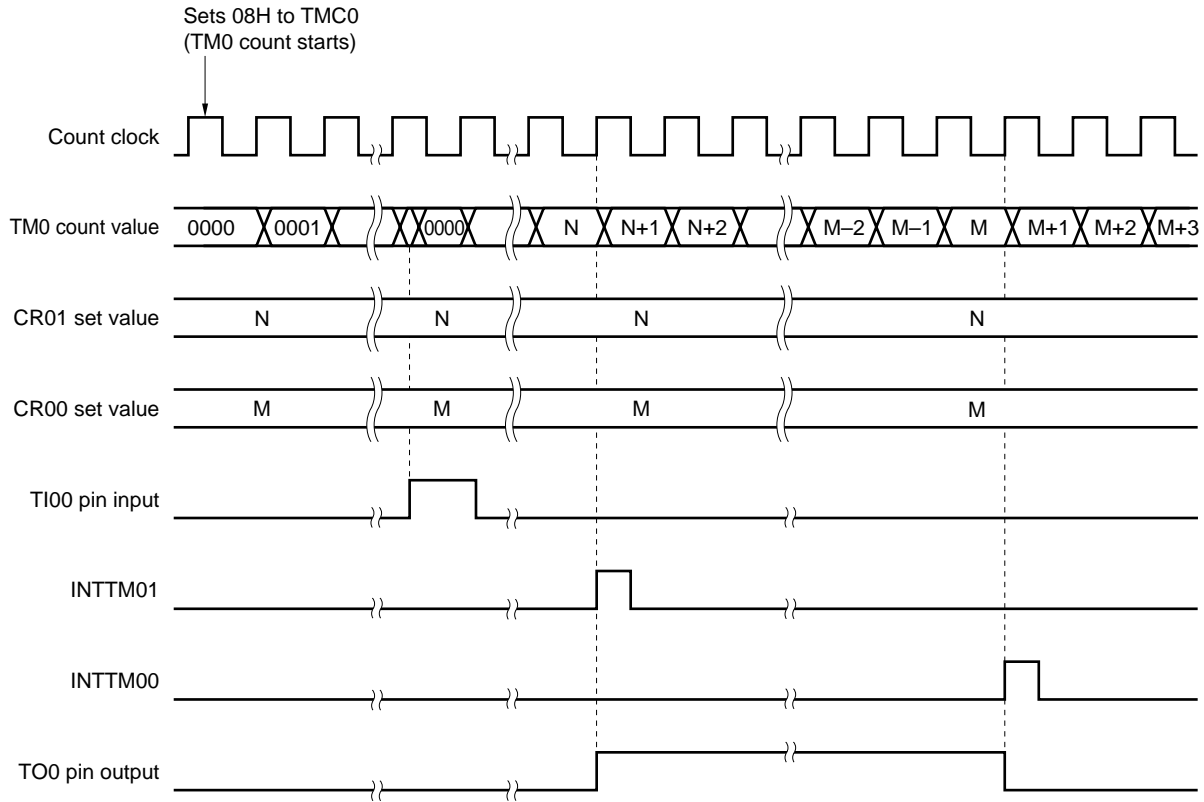 Sets 08H to TMC0
(TM0 count starts)
Count clock
TM0 count value 0000 0001 0000 N N+1 N+2 M–2 M–1 M M+1 M+2 M+3
CR01 set value N N N N
CR00 set value M M M M
TI00 pin input
INTTM01
INTTM00
TO0 pin output